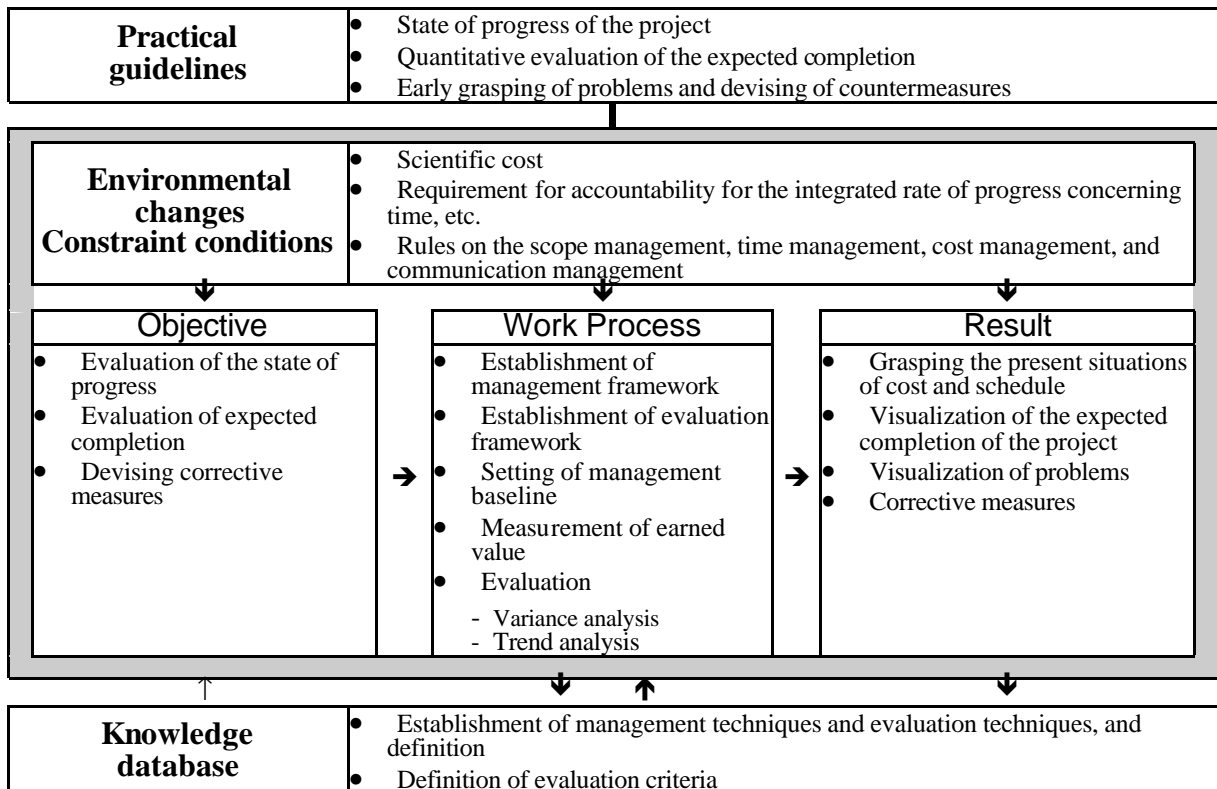 Practical
guidelines
● State of progress of the project
● Quantitative evaluation of the expected completion
● Early grasping of problems and devising of countermeasures
Environmental
changes
Constraint conditions
● Scientific cost
● Requirement for accountability for the integrated rate of progress concerning
time, etc.
● Rules on the scope management, time management, cost management, and
communication management
Objective
● Evaluation of the state of
progress
● Evaluation of expected
completion
● Devising corrective
measures
Work Process
● Establishment of
management framework
● Establishment of evaluation
framework
● Setting of management
baseline
● Measurement of earned
value
● Evaluation
- Variance analysis
- Trend analysis
Result
● Grasping the present situations
of cost and schedule
● Visualization of the expected
completion of the project
● Visualization of problems
● Corrective measures
Knowledge
database
● Establishment of management techniques and evaluation techniques, and
definition
● Definition of evaluation criteria